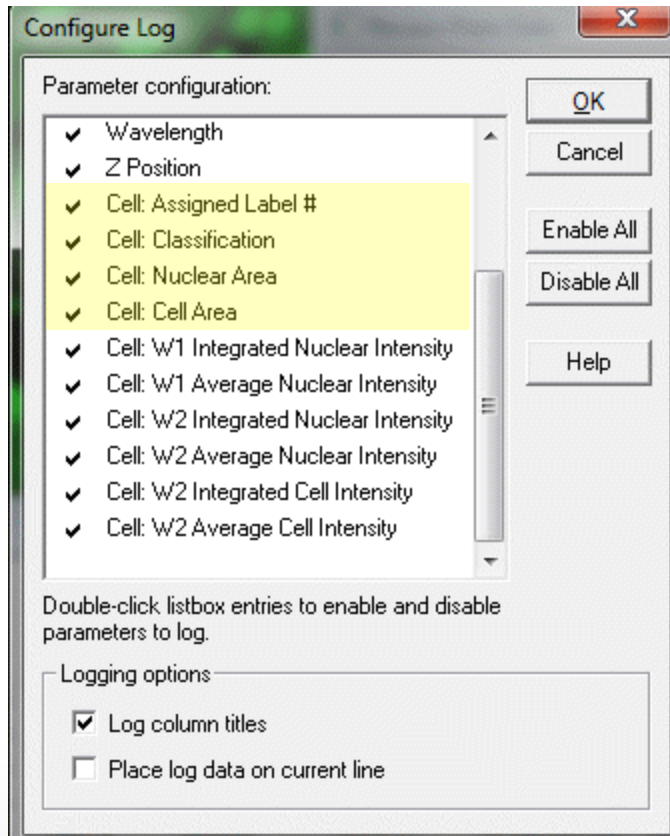 Configure Log
Parameter configuration:
Wavelength
Z Position
Cell: Assigned Label #
Cell: Classification
Cell: Nuclear Area
Cell: Cell Area
Cell: W1 Integrated Nuclear Intensity
Cell: W1 Average Nuclear Intensity
Cell: W2 Integrated Nuclear Intensity
Cell: W2 Average Nuclear Intensity
Cell: W2 Integrated Cell Intensity
Cell: W2 Average Cell Intensity
OK
Cancel
Enable All
Disable All
Help
Double-click listbox entries to enable and disable
parameters to log.
Logging options
Log column titles
Place log data on current line